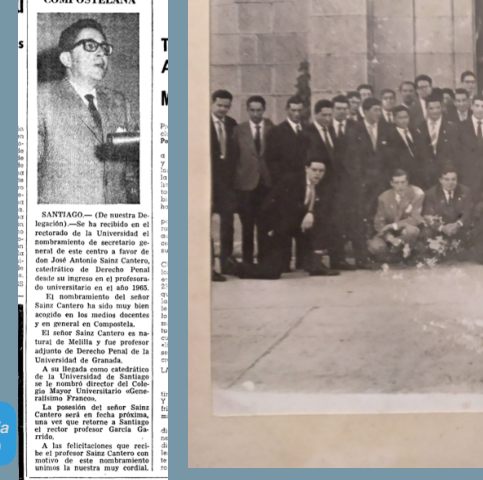 COMPOSTELANA
SANTIAGO.— (De nuestra De-
legación).—Se ha recibido en el
rectorado de la Universidad el
nombramiento de secretario ge-
neral de este centro a favor de
don José Antonio Sainz Cantero,
catedrático de Derecho Penal
desde su ingreso en el profesora-
do universitario en el año 1965.
El nombramiento del señor
Sainz Cantero ha sido muy bien
acogido en los medios docentes
y en general en Compostela.
El señor Sainz Cantero es na-
tural de Melilla y fue profesor
adjunto de Derecho Penal de la
Universidad de Granada.
A su llegada como catedrático
de la Universidad de Santiago
se le nombró director del Cole-
gio Mayor Universitario «Gene-
ralísimo Franco».
La posesión del señor Sainz
Cantero será en fecha próxima,
una vez que retorne a Santiago
el rector profesor García Ga-
rrido.
A las felicitaciones que reci-
be el profesor Sainz Cantero con
motivo de este nombramiento
unimos la nuestra muy cordial.